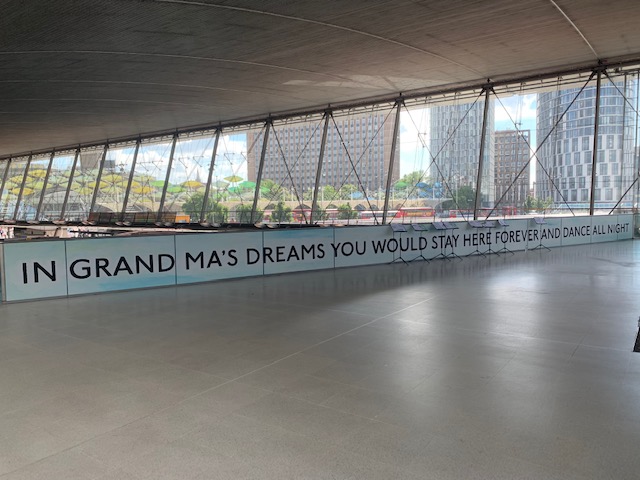 IN GRAND MA'S DREAMS YOU WOULD STAY HERE FOREVER AND DANCE ALL NIGHT